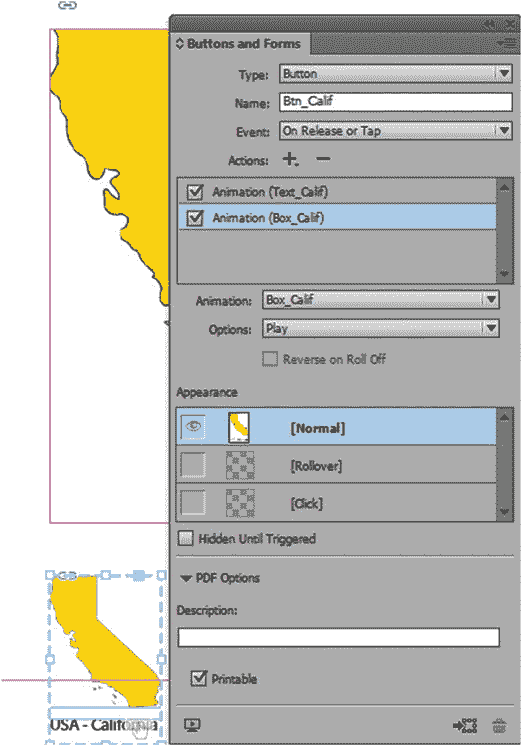 Buttons and Forms
Type: Button
Name: Btn_Calif
Event: On Release or Tap
Actions:
Animation (Text_Calif)
Animation (Box_Calif)
Animation: Box_Calif
Options: Play
Reverse on Roll Off
Appearance
[Normal]
[Rollover]
[Click]
Hidden Until Triggered
PDF Options
Description:
Printable
USA - California